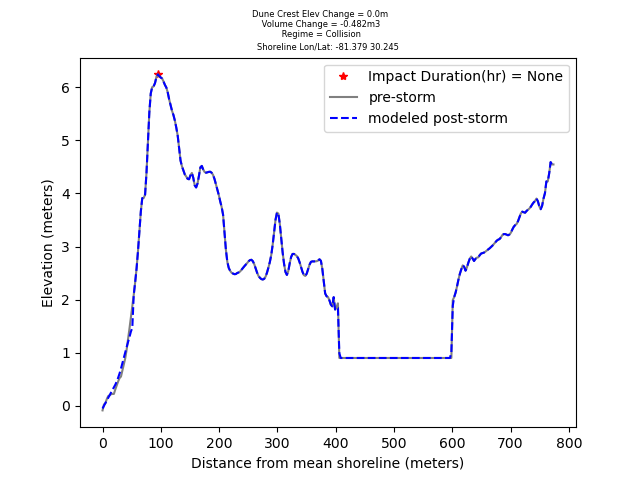 Dune Crest Elev Change = 0.0m
Volume Change = -0.482m3
Regime = Collision
Shoreline Lon/Lat: -81.379 30.245
Impact Duration(hr) = None
pre-storm
modeled post-storm
Elevation (meters)
6
5
4
3
2
1
0
0 100 200 300 400 500 600 700 800
Distance from mean shoreline (meters)